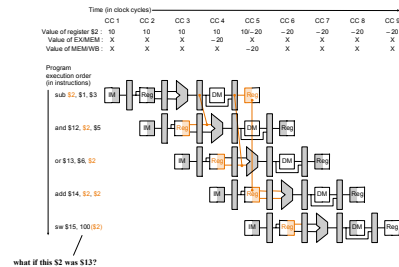 Time (in clock cycles)
CC 1 CC 2 CC 3 CC 4 CC 5 CC 6 CC 7 CC 8 CC 9
Value of register $2 : 10 10 10 10 10/–20 –20 –20 –20 –20
Value of EX/MEM : X X X –20 X X X X X
Value of MEM/WB : X X X X –20 X X X X
Program
execution order
(in instructions)
sub $2, $1, $3 IM Reg DM Reg
and $12, $2, $5 IM Reg DM Reg
or $13, $6, $2 IM Reg DM Reg
add $14, $2, $2 IM Reg DM Reg
sw $15, 100($2) IM Reg DM Reg
what if this $2 was $13?